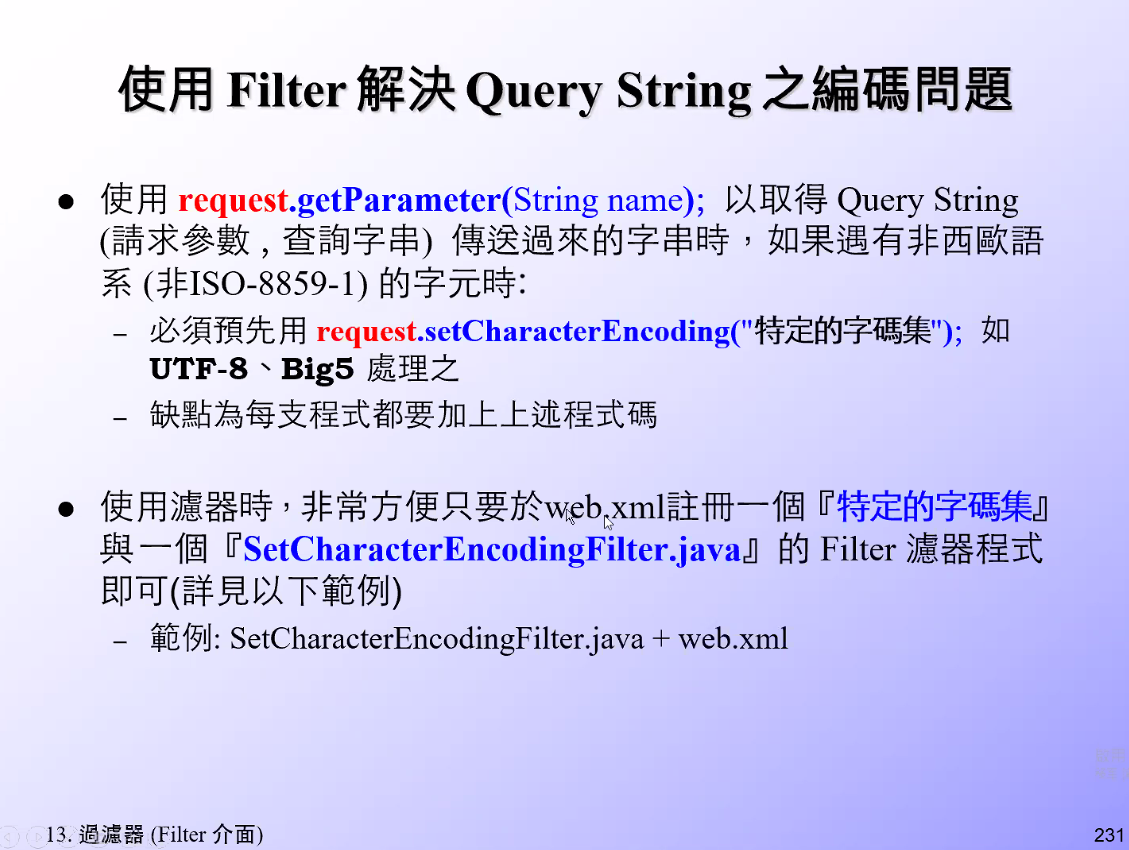 使用 Filter 解決 Query String 之編碼問題
● 使用 request.getParameter(String name); 以取得 Query String
(請求參數 , 查詢字串) 傳送過來的字串時，如果遇有非西歐語
系 (非ISO-8859-1) 的字元時:
– 必須預先用 request.setCharacterEncoding("特定的字碼集"); 如
UTF-8、Big5 處理之
– 缺點為每支程式都要加上上述程式碼
● 使用濾器時，非常方便只要於web.xml註冊一個『特定的字碼集』
與一個『SetCharacterEncodingFilter.java』的 Filter 濾器程式
即可(詳見以下範例)
– 範例: SetCharacterEncodingFilter.java + web.xml
13. 過濾器 (Filter 介面)
231